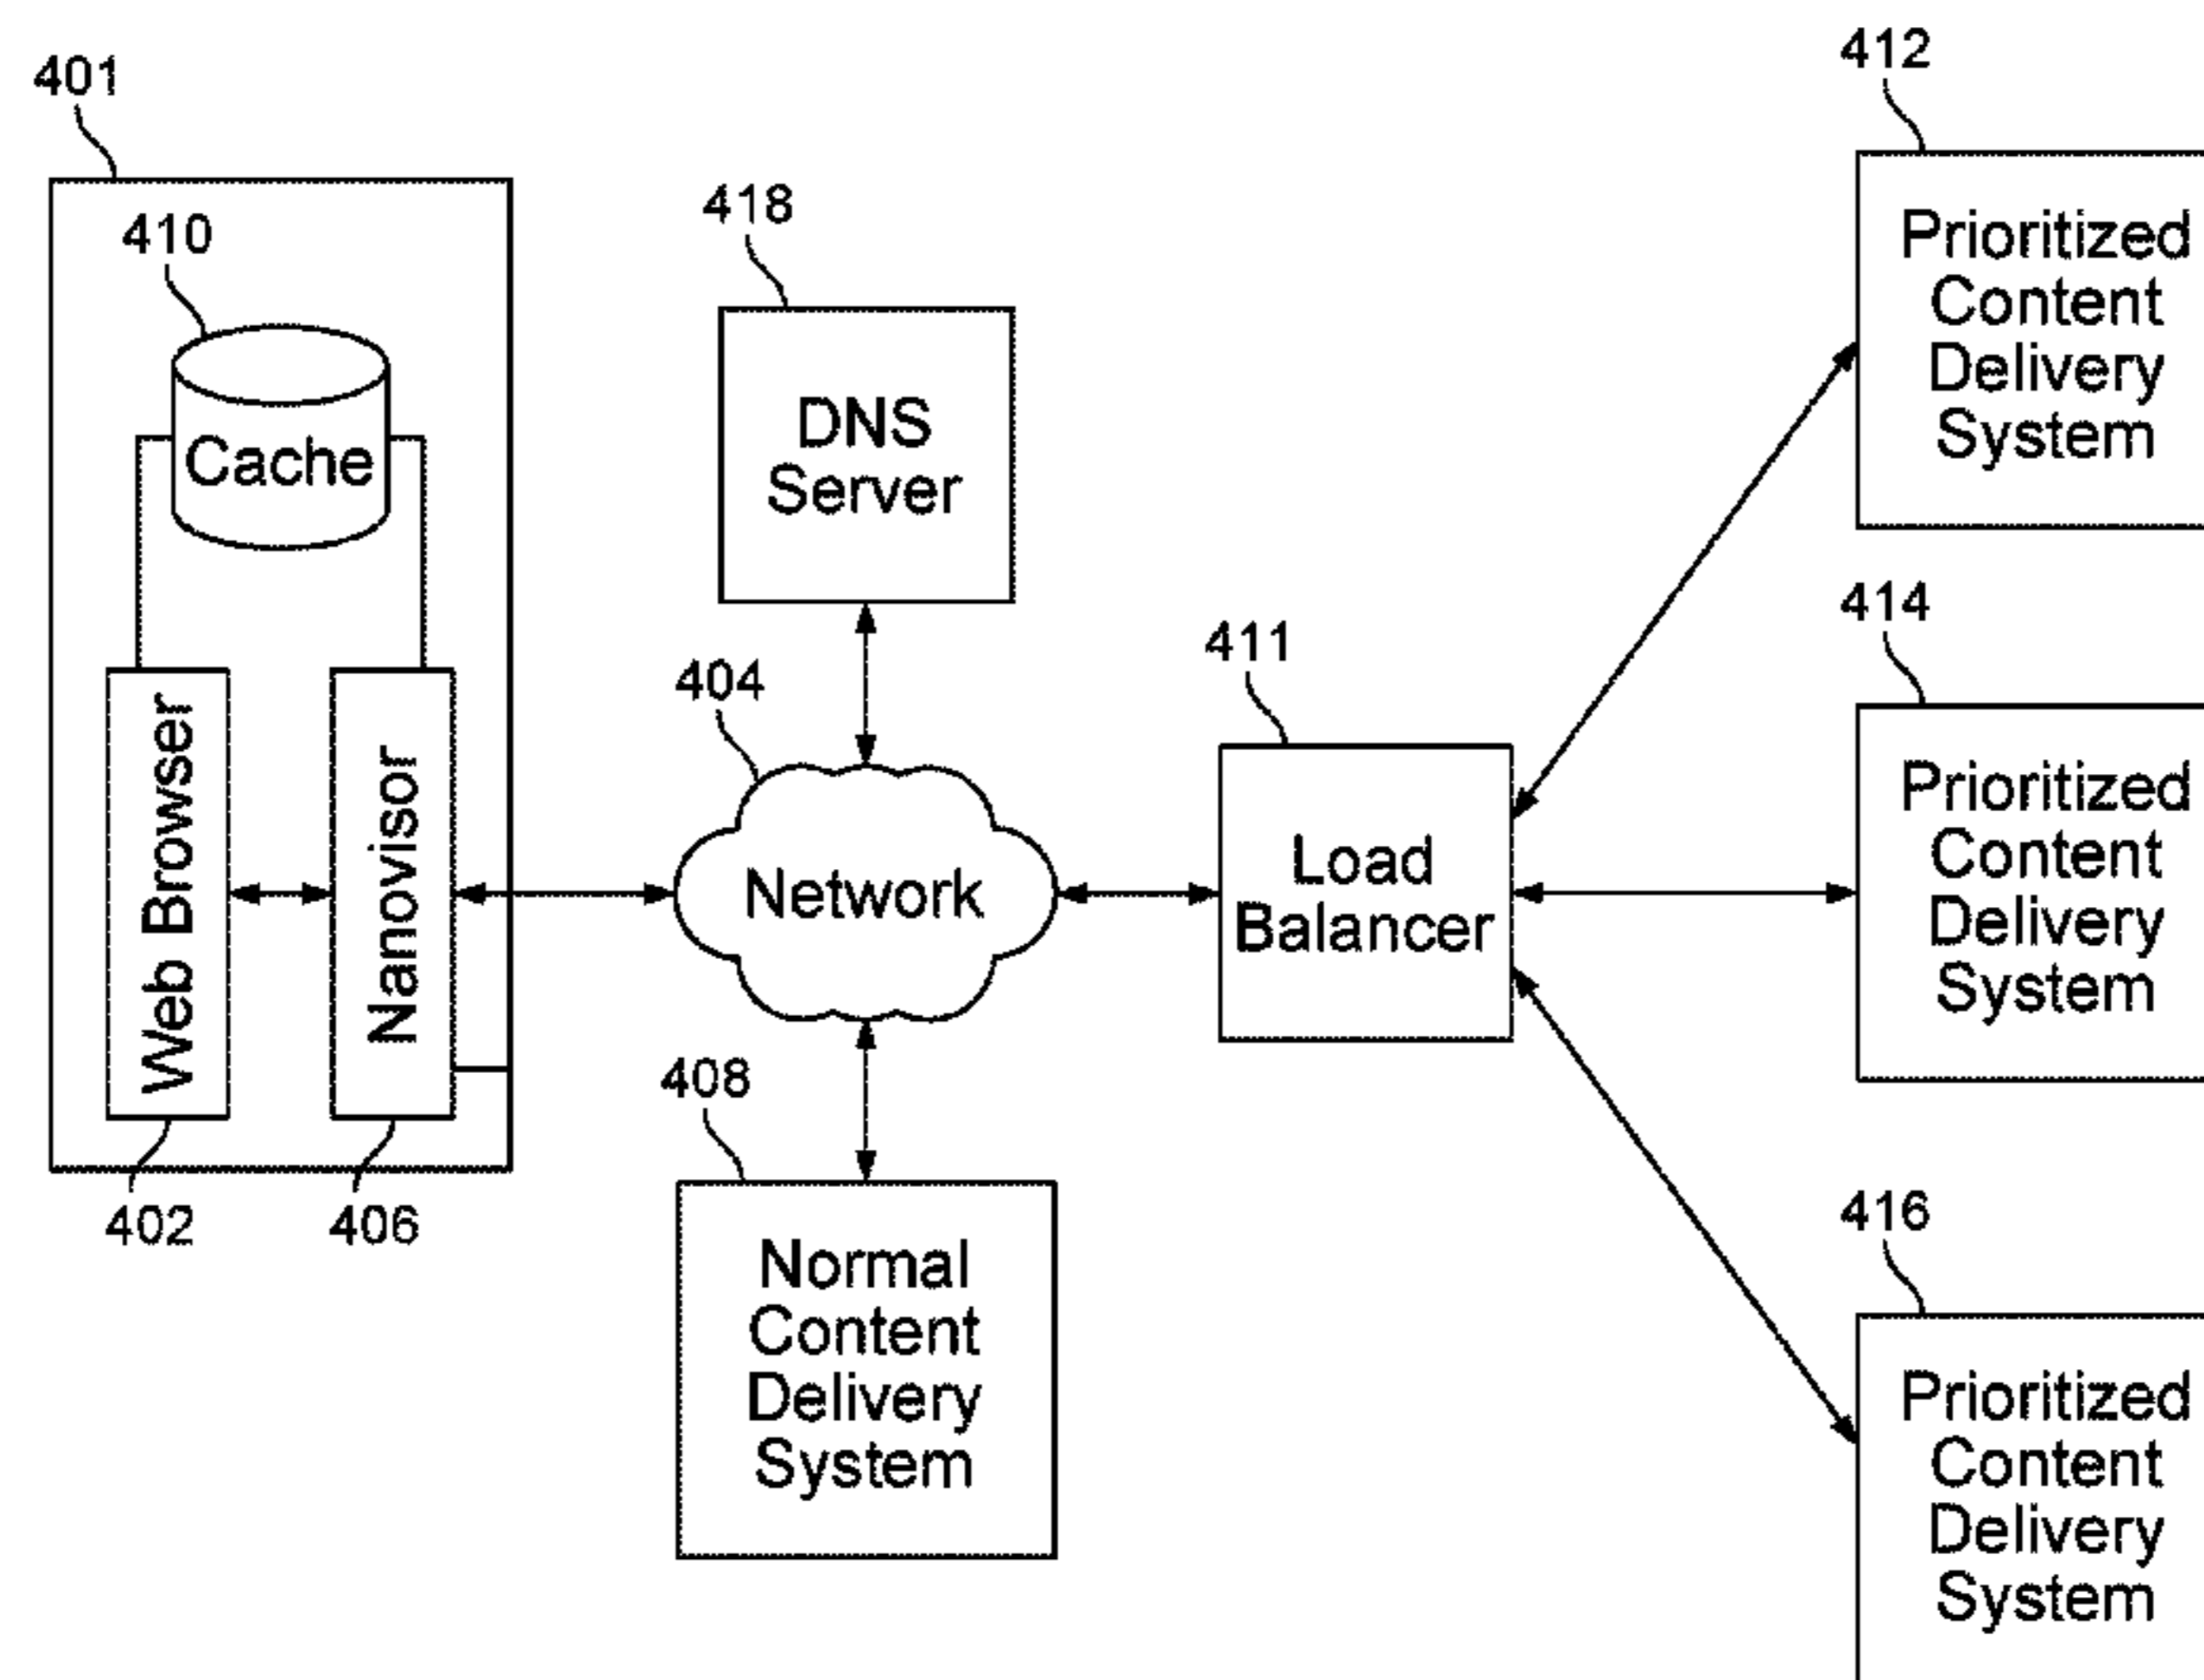 401
410
Cache
Web Browser
Nanovisor
402
406
418
DNS
Server
404
Network
408
Normal
Content
Delivery
System
411
Load
Balancer
412
Prioritized
Content
Delivery
System
414
Prioritized
Content
Delivery
System
416
Prioritized
Content
Delivery
System